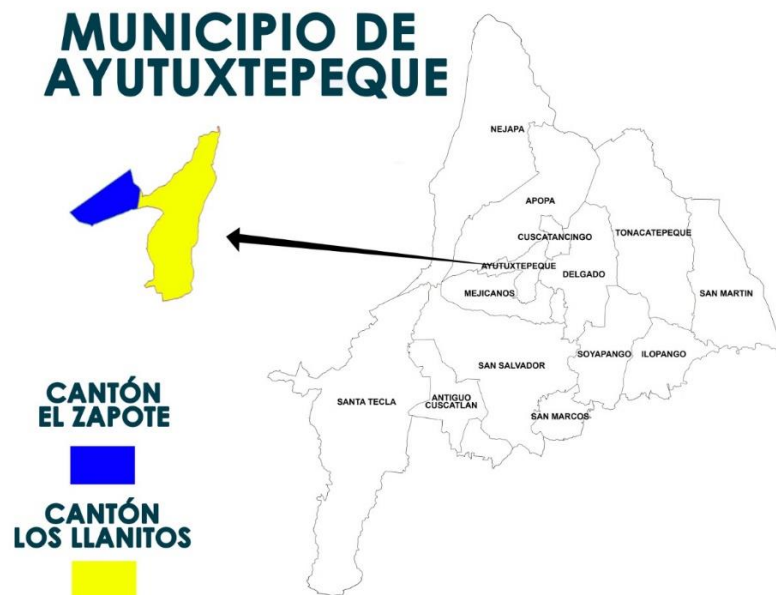 MUNICIPIO DE
AYUTUXTEPEQUE
NEJAPA
APOPA
CUSCATANCINGO
TONACATEPEQUE
AYUTUXTEPEQUE
DELGADO
MEJICANOS
SAN MARTIN
SAN SALVADOR
SOYAPANGO
ILOPANGO
SANTA TECLA
ANTIGUO
CUSCATLAN
SAN MARCOS
CANTÓN
EL ZAPOTE
CANTÓN
LOS LLANITOS